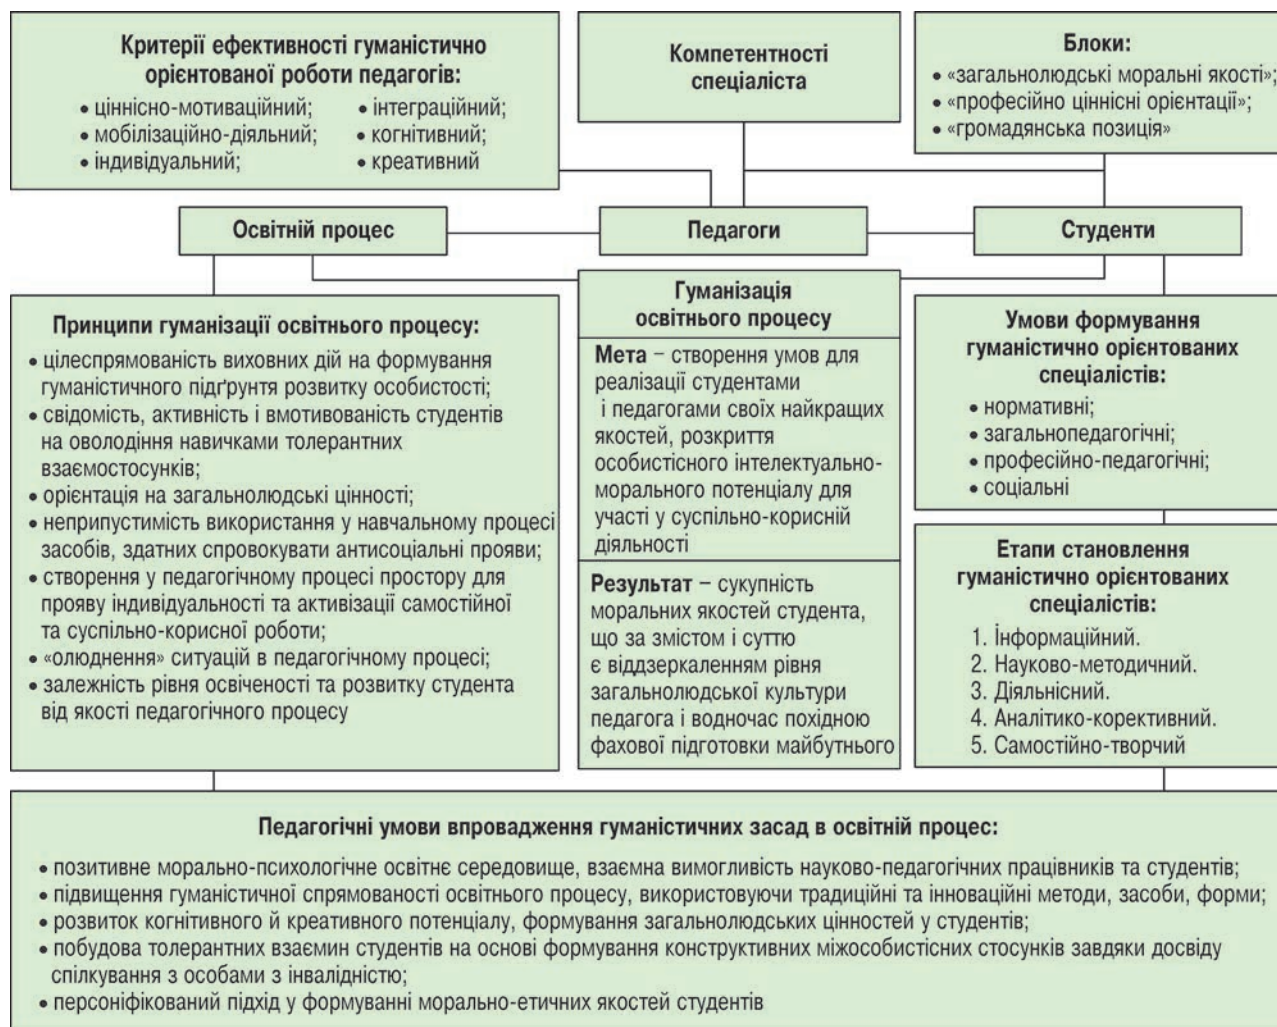 Критерії ефективності гуманістично
орієнтованої роботи педагогів:
• ціннісно-мотиваційний;
• мобілізаційно-діяльний;
• індивідуальний;
• інтеграційний;
• когнітивний;
• креативний
Компетентності
спеціаліста
Блоки:
• «загальнолюдські моральні якості»;
• «професійно ціннісні орієнтації»;
• «громадянська позиція»
Освітній процес
Педагоги
Студенти
Принципи гуманізації освітнього процесу:
• цілеспрямованість виховних дій на формування
гуманістичного підґрунтя розвитку особистості;
• свідомість, активність і вмотивованість студентів
на оволодіння навичками толерантних
взаємостосунків;
• орієнтація на загальнолюдські цінності;
• неприпустимість використання у навчальному процесі
засобів, здатних спровокувати антисоціальні прояви;
• створення у педагогічному процесі простору для
прояву індивідуальності та активізації самостійної
та суспільно-корисної роботи;
• «олюднення» ситуацій в педагогічному процесі;
• залежність рівня освіченості та розвитку студента
від якості педагогічного процесу
Гуманізація
освітнього процесу
Мета – створення умов для
реалізації студентами
і педагогами своїх найкращих
якостей, розкриття
особистісного інтелектуально-
морального потенціалу для
участі у суспільно-корисній
діяльності
Результат – сукупність
моральних якостей студента,
що за змістом і суттю
є віддзеркаленням рівня
загальнолюдської культури
педагога і водночас похідною
фахової підготовки майбутнього
Умови формування
гуманістично орієнтованих
спеціалістів:
• нормативні;
• загальнопедагогічні;
• професійно-педагогічні;
• соціальні
Етапи становлення
гуманістично орієнтованих
спеціалістів:
1. Інформаційний.
2. Науково-методичний.
3. Діяльнісний.
4. Аналітико-корективний.
5. Самостійно-творчий
Педагогічні умови впровадження гуманістичних засад в освітній процес:
• позитивне морально-психологічне освітнє середовище, взаємна вимогливість науково-педагогічних працівників та студентів;
• підвищення гуманістичної спрямованості освітнього процесу, використовуючи традиційні та інноваційні методи, засоби, форми;
• розвиток когнітивного й креативного потенціалу, формування загальнолюдських цінностей у студентів;
• побудова толерантних взаємин студентів на основі формування конструктивних міжособистісних стосунків завдяки досвіду
спілкування з особами з інвалідністю;
• персоніфікований підхід у формуванні морально-етичних якостей студентів